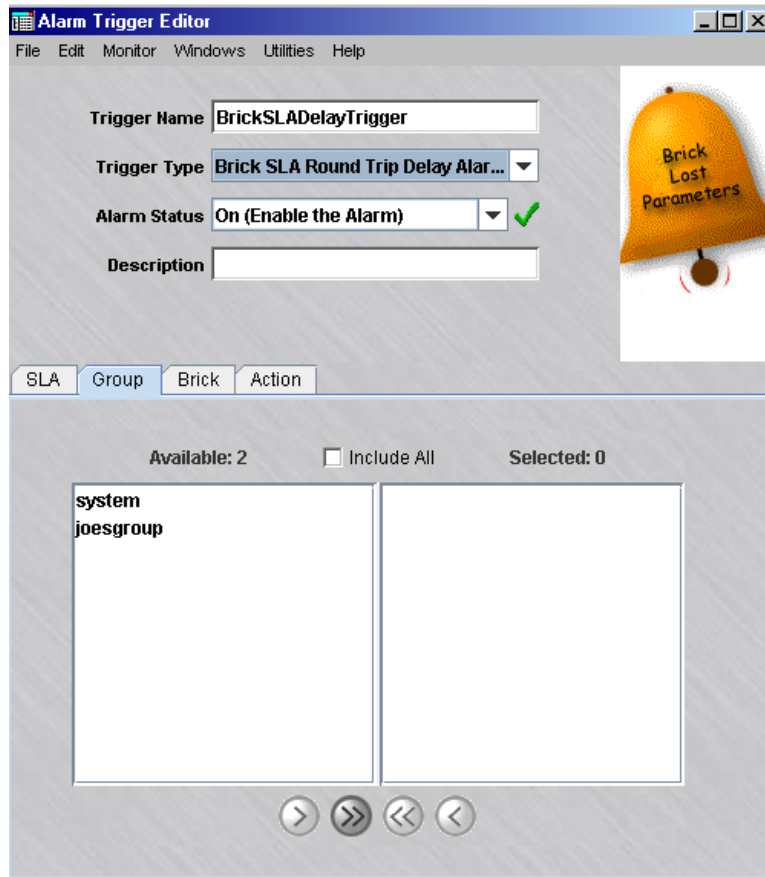 Alarm Trigger Editor
File Edit Monitor Windows Utilities Help
Trigger Name BrickSLADelayTrigger
Trigger Type Brick SLA Round Trip Delay Alar...
Alarm Status On (Enable the Alarm)
Description
Brick
Lost
Parameters
SLA Group Brick Action
Available: 2 Include All Selected: 0
system
joesgroup